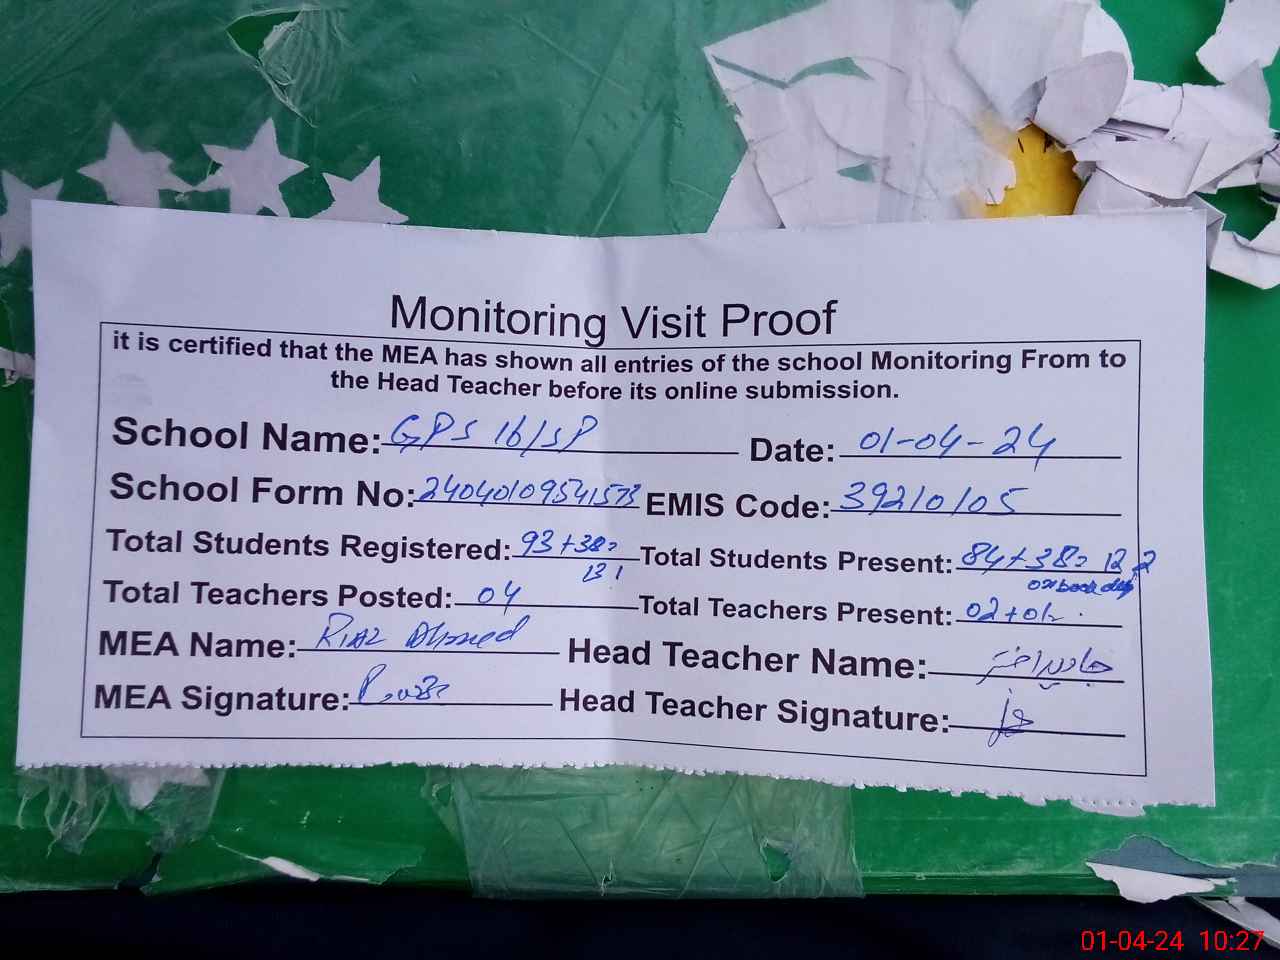 Monitoring Visit Proof
it is certified that the MEA has shown all entries of the school Monitoring From to
the Head Teacher before its online submission.
School Name: GPS 16/SP Date: 01-04-24
School Form No: 24040109541573 EMIS Code: 39210105
Total Students Registered: 93+38=
131
Total Students Present: 84+38= 122
Total Teachers Posted: 04 Total Teachers Present: 02+01
MEA Name: Riaz Ahmed Head Teacher Name:
MEA Signature: Head Teacher Signature:
01-04-24 10:27